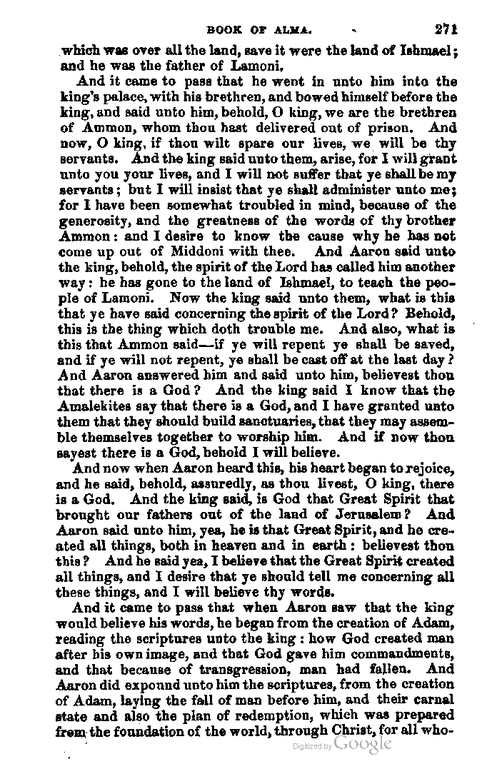 BOOK OF ALMA. 271
which was over all the land, save it were the land of Ishmael;
and he was the father of Lamoni.
And it came to pass that he went in unto him into the
king's palace, with his brethren, and bowed himself before the
king, and said unto him, behold, O king, we are the brethren
of Ammon, whom thou hast delivered out of prison. And
now, O king, if thou wilt spare our lives, we will be thy
servants. And the king said unto them, arise, for I will grant
unto you your lives, and I will not suffer that ye shall be my
servants; but I will insist that ye shall administer unto me;
for I have been somewhat troubled in mind, because of the
generosity, and the greatness of the words of thy brother
Ammon: and I desire to know the cause why he has not
come up out of Middoni with thee. And Aaron said unto
the king, behold, the spirit of the Lord has called him another
way: he has gone to the land of Ishmael, to teach the peo-
ple of Lamoni. Now the king said unto them, what is this
that ye have said concerning the spirit of the Lord? Behold,
this is the thing which doth trouble me. And also, what is
this that Ammon said—if ye will repent ye shall be saved,
and if ye will not repent, ye shall be cast off at the last day?
And Aaron answered him and said unto him, believest thou
that there is a God? And the king said I know that the
Amalekites say that there is a God, and I have granted unto
them that they should build sanctuaries, that they may assem-
ble themselves together to worship him. And if now thou
sayest there is a God, behold I will believe.
And now when Aaron heard this, his heart began to rejoice,
and he said, behold, assuredly, as thou livest, O king, there
is a God. And the king said, is God that Great Spirit that
brought our fathers out of the land of Jerusalem? And
Aaron said unto him, yea, he is that Great Spirit, and he cre-
ated all things, both in heaven and in earth: believest thou
this? And he said yea, I believe that the Great Spirit created
all things, and I desire that ye should tell me concerning all
these things, and I will believe thy words.
And it came to pass that when Aaron saw that the king
would believe his words, he began from the creation of Adam,
reading the scriptures unto the king: how God created man
after his own image, and that God gave him commandments,
and that because of transgression, man had fallen. And
Aaron did expound unto him the scriptures, from the creation
of Adam, laying the fall of man before him, and their carnal
state and also the plan of redemption, which was prepared
from the foundation of the world, through Christ, for all who-
Digitized by Google